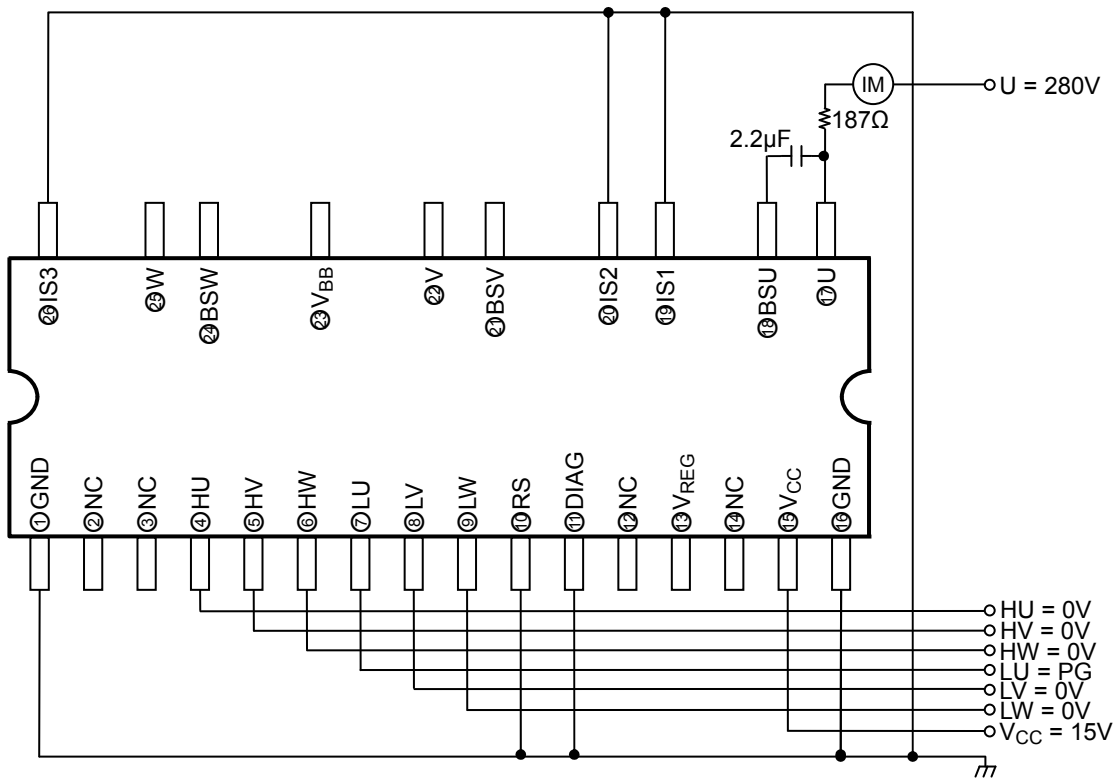 IM
U = 280V
187Ω
2.2μF
㉖IS3
㉕W
㉔BSW
㉓VBB
㉒V
㉑BSV
⑳IS2
⑲IS1
⑱BSU
⑰U
①GND
②NC
③NC
④HU
⑤HV
⑥HW
⑦LU
⑧LV
⑨LW
⑩RS
⑪DIAG
⑫NC
⑬VREG
⑭NC
⑮VCC
⑯GND
HU = 0V
HV = 0V
HW = 0V
LU = PG
LV = 0V
LW = 0V
VCC = 15V